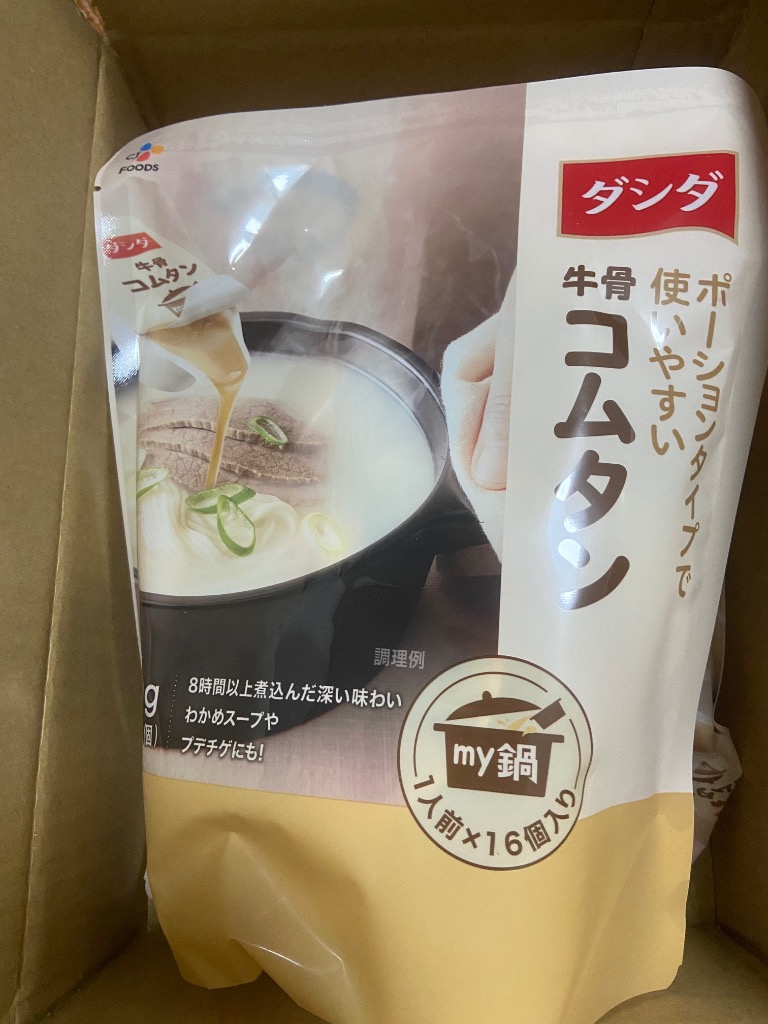 CJ
FOODS
ダシダ
ポーションタイプで
使いやすい
牛骨
コムタン
ダシダ
牛骨
コムタン
調理例
g
個)
8時間以上煮込んだ深い味わい
わかめスープや
プデチゲにも!
my鍋
1人前×16個入り